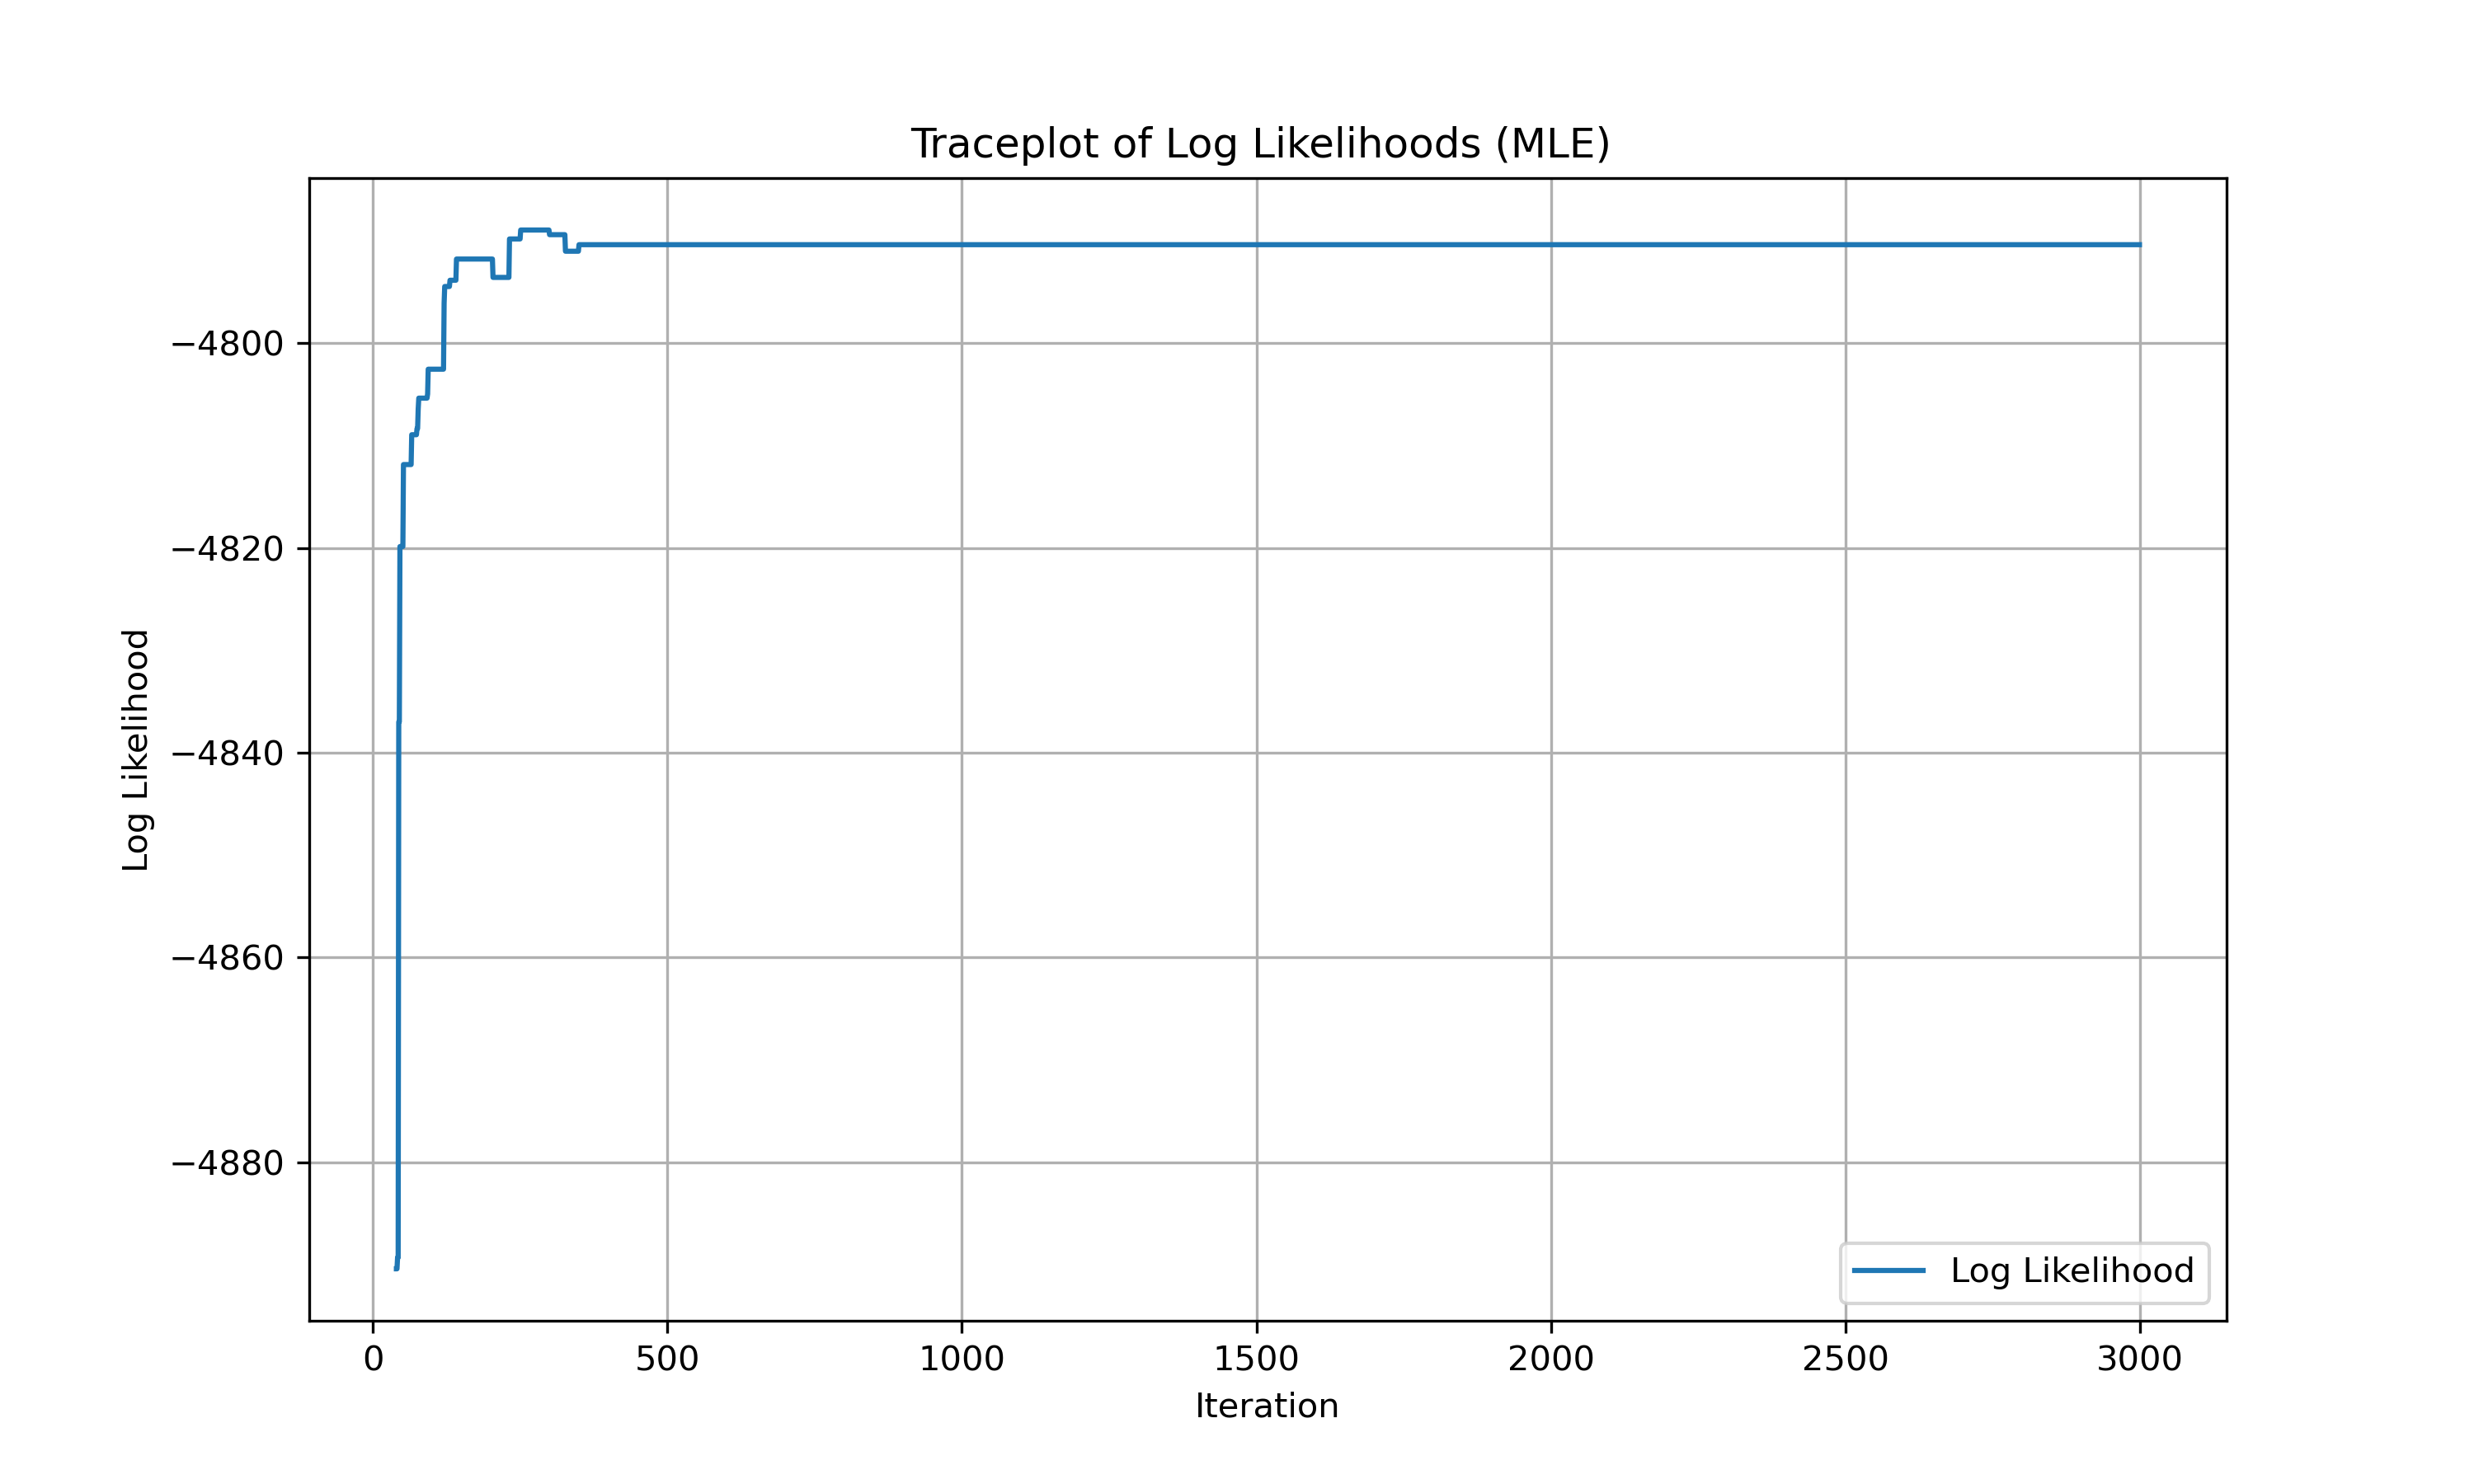 Traceplot of Log Likelihoods (MLE)
Log Likelihood
−4800
−4820
−4840
−4860
−4880
Log Likelihood
0 500 1000 1500 2000 2500 3000
Iteration